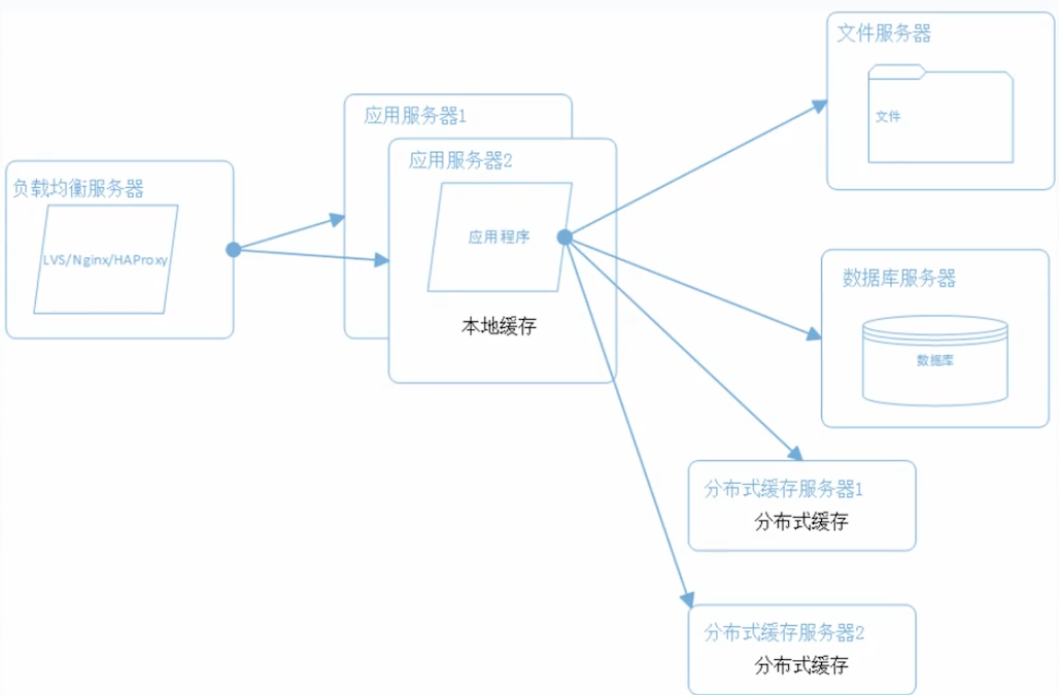 负载均衡服务器
LVS/Nginx/HAProxy
应用服务器1
应用服务器2
应用程序
本地缓存
文件服务器
文件
数据库服务器
数据库
分布式缓存服务器1
分布式缓存
分布式缓存服务器2
分布式缓存